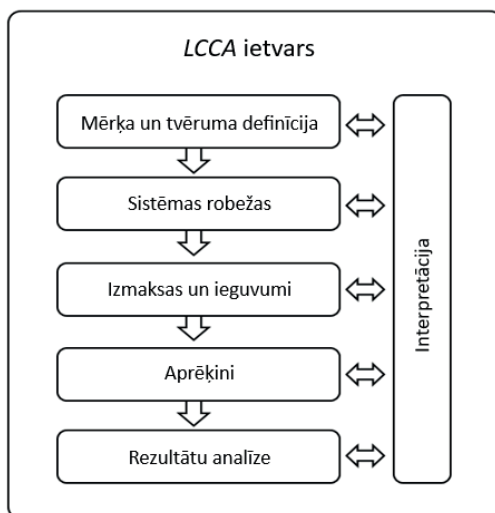 LCCA ietvars
Mērķa un tvēruma definīcija
Sistēmas robežas
Izmaksas un ieguvumi
Aprēķini
Rezultātu analīze
Interpretācija